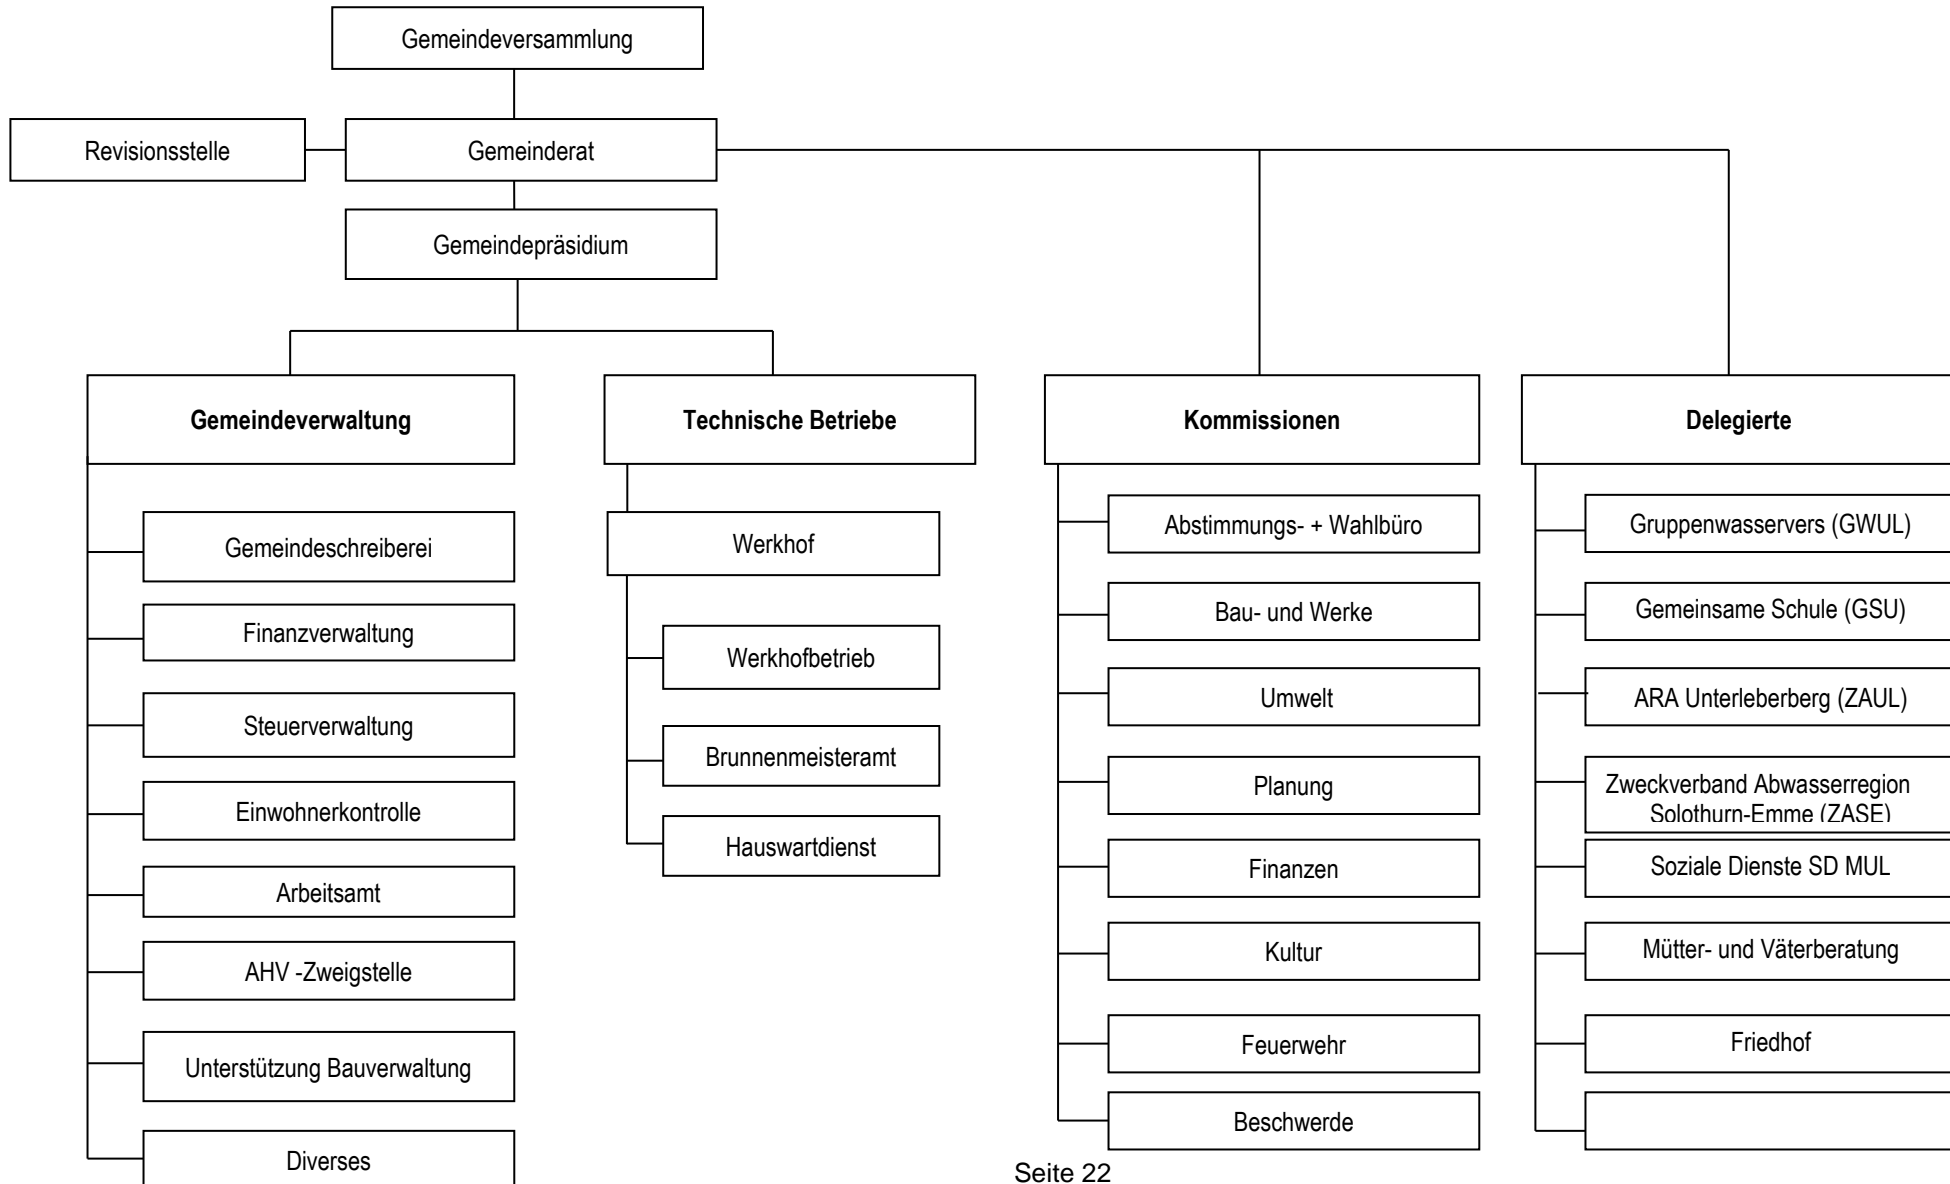 Gemeindeversammlung
Revisionsstelle
Gemeinderat
Gemeindepräsidium
Gemeindeverwaltung
Gemeindeschreiberei
Finanzverwaltung
Steuerverwaltung
Einwohnerkontrolle
Arbeitsamt
AHV -Zweigstelle
Unterstützung Bauverwaltung
Diverses
Technische Betriebe
Werkhof
Werkhofbetrieb
Brunnenmeisteramt
Hauswartdienst
Kommissionen
Abstimmungs- + Wahlbüro
Bau- und Werke
Umwelt
Planung
Finanzen
Kultur
Feuerwehr
Beschwerde
Delegierte
Gruppenwasservers (GWUL)
Gemeinsame Schule (GSU)
ARA Unterleberberg (ZAUL)
Zweckverband Abwasserregion
Solothurn-Emme (ZASE)
Soziale Dienste SD MUL
Mütter- und Väterberatung
Friedhof
Seite 22